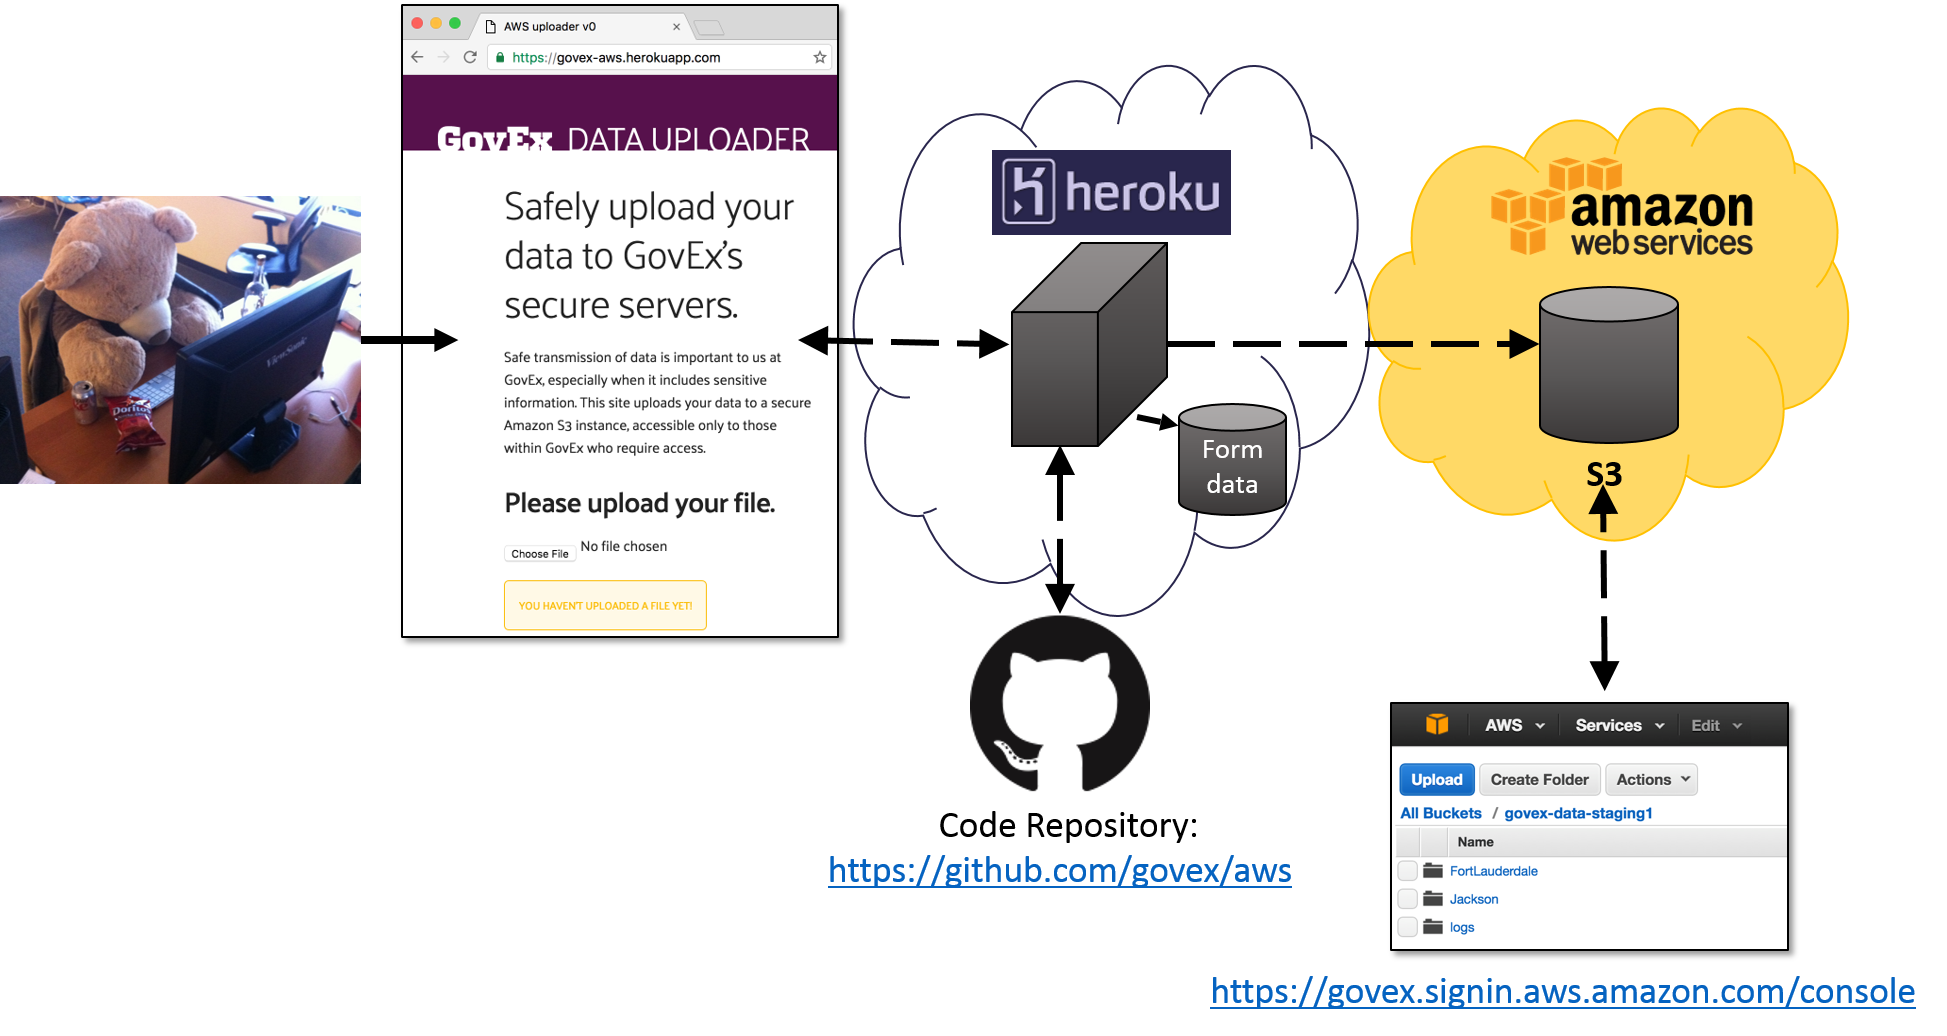 AWS uploader v0
https://govex-aws.herokuapp.com
GovEx DATA UPLOADER
Safely upload your
data to GovEx's
secure servers.
Safe transmission of data is important to us at
GovEx, especially when it includes sensitive
information. This site uploads your data to a secure
Amazon S3 instance, accessible only to those
within GovEx who require access.
Please upload your file.
Choose File No file chosen
YOU HAVEN'T UPLOADED A FILE YET!
ViewSonic
Doritos
heroku
Form
data
Code Repository:
https://github.com/govex/aws
amazon
web services
S3
AWS Services Edit
Upload Create Folder Actions
All Buckets / govex-data-staging1
Name
FortLauderdale
Jackson
logs
https://govex.signin.aws.amazon.com/console